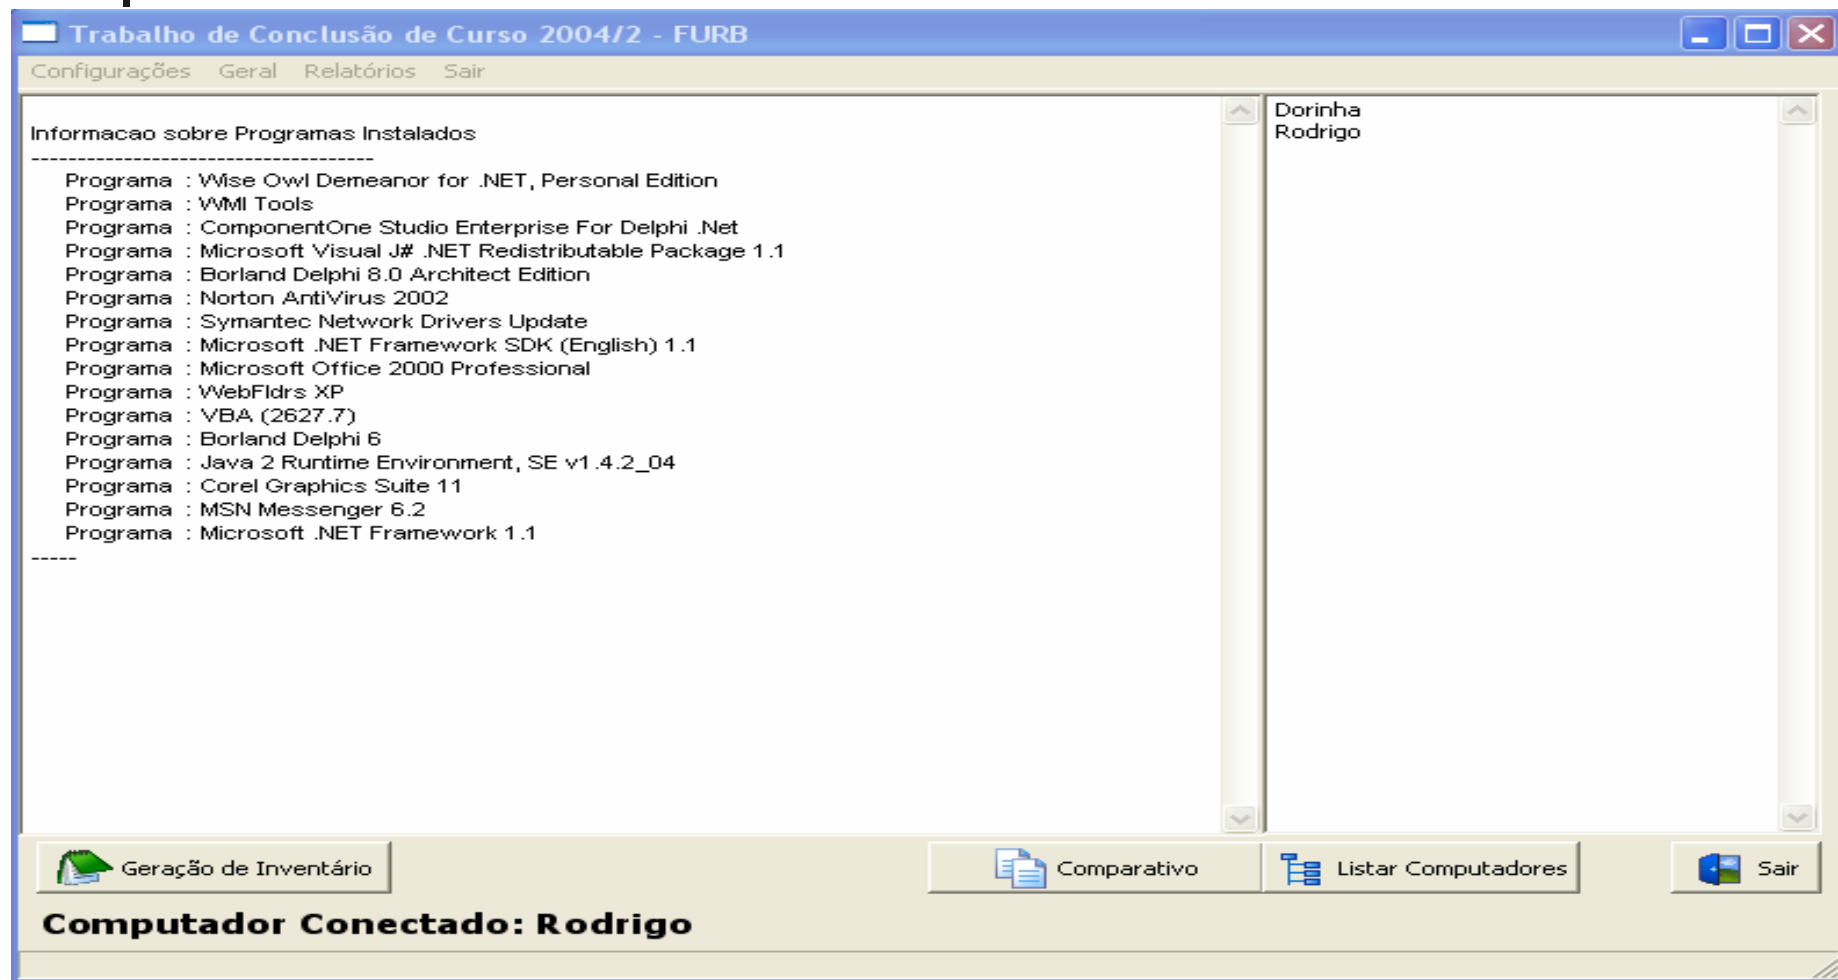 Trabalho de Conclusão de Curso 2004/2 - FURB
Configurações Geral Relatórios Sair
Informacao sobre Programas Instalados
-------------------------------------
Programa : Wise Owl Demeanor for .NET, Personal Edition
Programa : WMI Tools
Programa : ComponentOne Studio Enterprise For Delphi .Net
Programa : Microsoft Visual J# .NET Redistributable Package 1.1
Programa : Borland Delphi 8.0 Architect Edition
Programa : Norton AntiVirus 2002
Programa : Symantec Network Drivers Update
Programa : Microsoft .NET Framework SDK (English) 1.1
Programa : Microsoft Office 2000 Professional
Programa : WebFldrs XP
Programa : VBA (2627.7)
Programa : Borland Delphi 6
Programa : Java 2 Runtime Environment, SE v1.4.2_04
Programa : Corel Graphics Suite 11
Programa : MSN Messenger 6.2
Programa : Microsoft .NET Framework 1.1
-----
Dorinha
Rodrigo
Geração de Inventário
Comparativo
Listar Computadores
Sair
Computador Conectado: Rodrigo